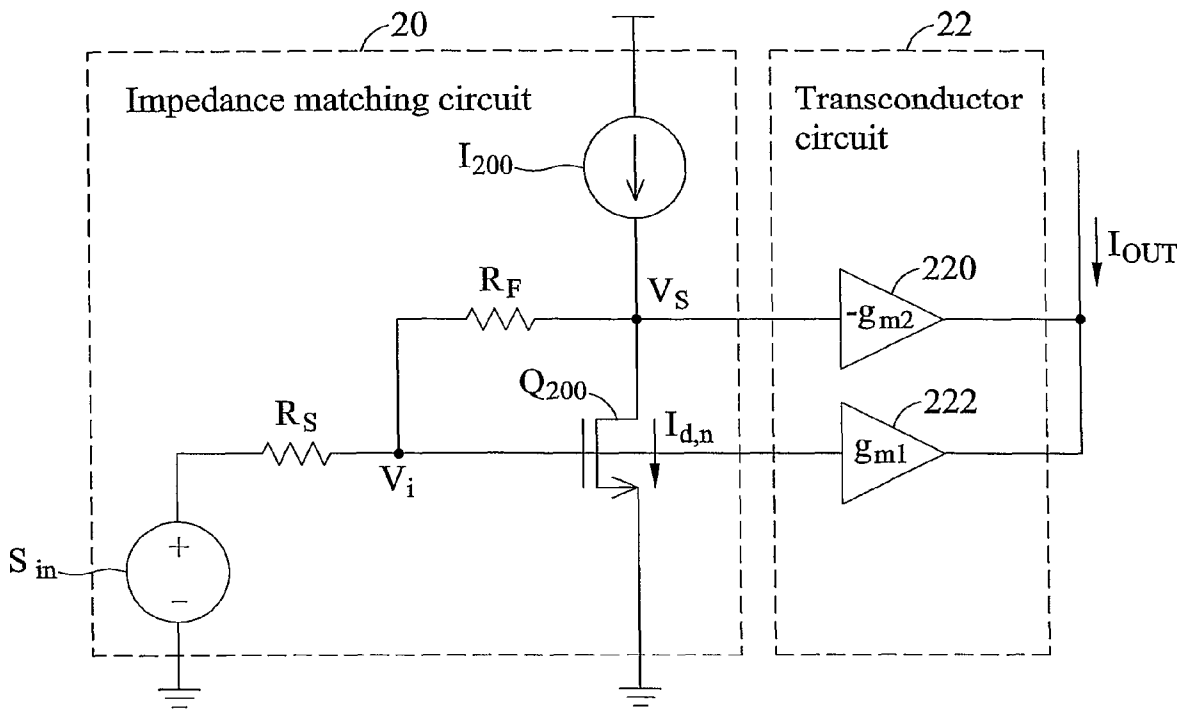 20
22
Impedance matching circuit
Transconductor
circuit
I200
IOUT
RF
VS
220
-gm2
Q200
222
RS
Id,n
gm1
Vi
Sin
+
-